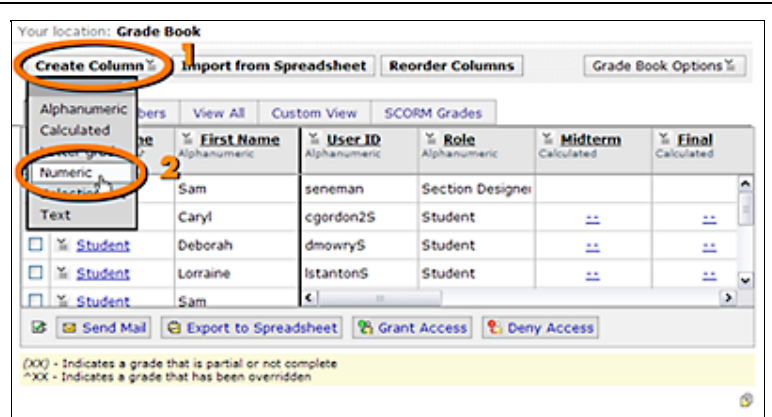 Your location: Grade Book
1
Create Column Import from Spreadsheet Reorder Columns Grade Book Options
Alphanumeric
Calculated
Numeric
Text
2
View All Custom View SCORM Grades
First Name User ID Role Midterm Final
Alphanumeric Alphanumeric Alphanumeric Calculated Calculated
Sam seneman Section Designer
Caryl cgordon2S Student -- --
Student Deborah dmowryS Student -- --
Student Lorraine lstantonS Student -- --
Student Sam
Send Mail Export to Spreadsheet Grant Access Deny Access
(XX) - Indicates a grade that is partial or not complete
^XX - Indicates a grade that has been overridden